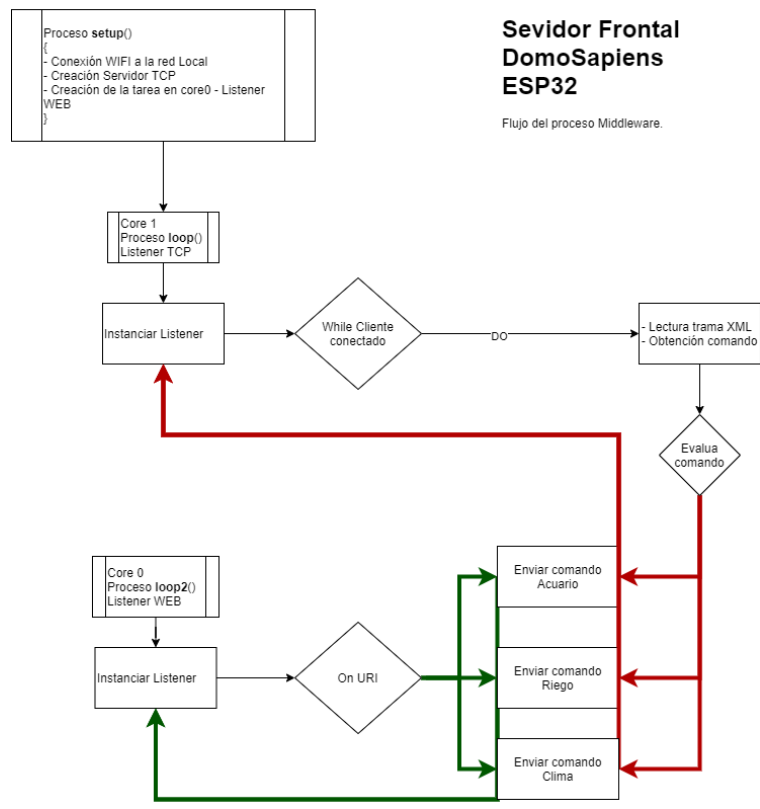 Sevidor Frontal
DomoSapiens
ESP32
Flujo del proceso Middleware.
Proceso setup()
{
- Conexión WIFI a la red Local
- Creación Servidor TCP
- Creación de la tarea en core0 - Listener
WEB
}
Core 1
Proceso loop()
Listener TCP
Instanciar Listener
While Cliente
conectado
DO
- Lectura trama XML
- Obtención comando
Evalua
comando
Core 0
Proceso loop2()
Listener WEB
Instanciar Listener
On URI
Enviar comando
Acuario
Enviar comando
Riego
Enviar comando
Clima